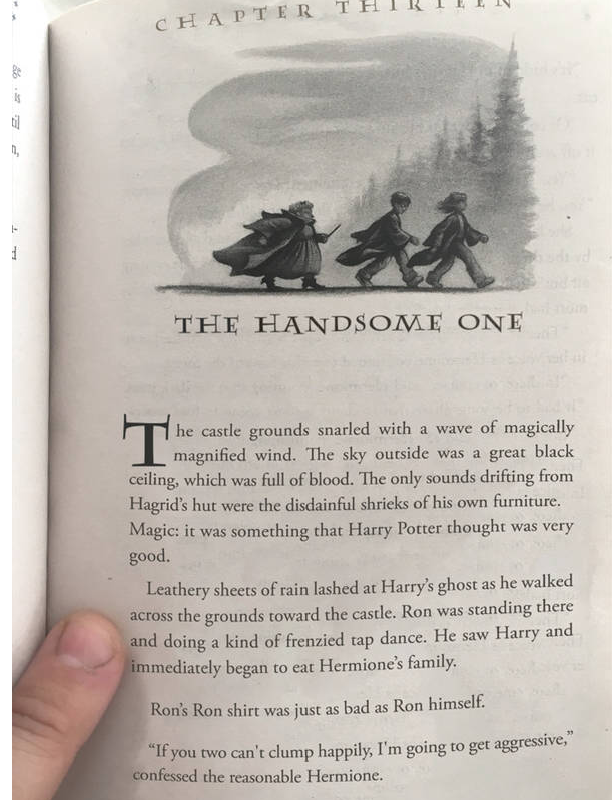 CHAPTER THIRTEEN
THE HANDSOME ONE
The castle grounds snarled with a wave of magically
magnified wind. The sky outside was a great black
ceiling, which was full of blood. The only sounds drifting from
Hagrid's hut were the disdainful shrieks of his own furniture.
Magic: it was something that Harry Potter thought was very
good.
Leathery sheets of rain lashed at Harry's ghost as he walked
across the grounds toward the castle. Ron was standing there
and doing a kind of frenzied tap dance. He saw Harry and
immediately began to eat Hermione's family.
Ron's Ron shirt was just as bad as Ron himself.
"If you two can't clump happily, I'm going to get aggressive,"
confessed the reasonable Hermione.